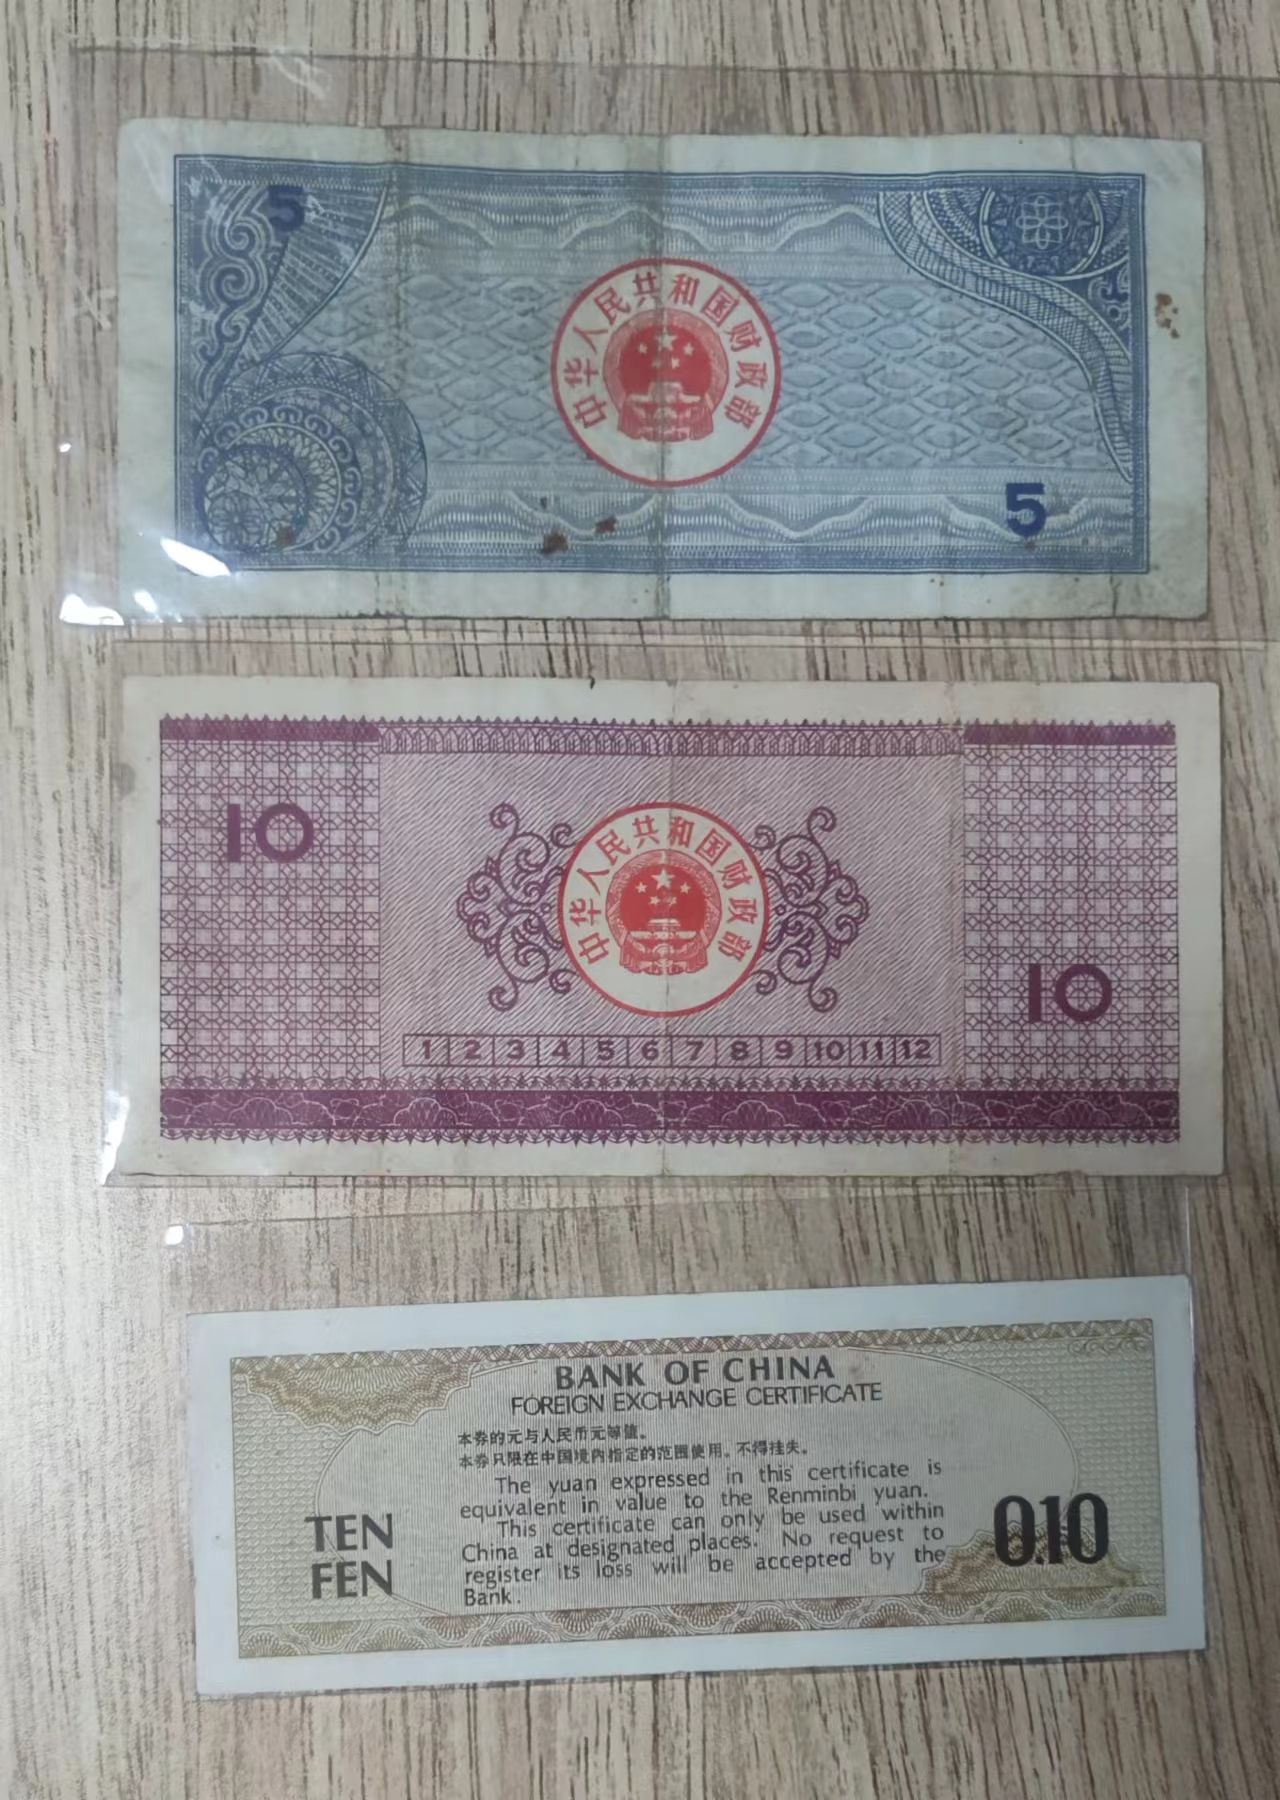 5
中华人民共和国财政部
5
10
中华人民共和国财政部
10
1 2 3 4 5 6 7 8 9 10 11 12
BANK OF CHINA
FOREIGN EXCHANGE CERTIFICATE
本券的元与人民币元等值。
本券只限在中国境内指定的范围使用。不得挂失。
The yuan expressed in this certificate is
equivalent in value to the Renminbi yuan.
This certificate can only be used within
China at designated places. No request to
register its loss will be accepted by the
Bank.
TEN
FEN
0.10